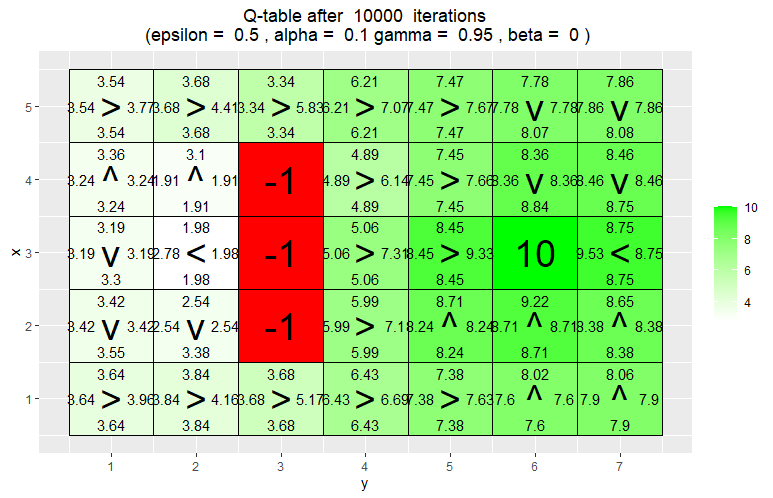 Q-table after  10000  iterations
(epsilon =  0.5 , alpha =  0.1 gamma =  0.95 , beta =  0 )
3.54 3.68 3.34 6.21 7.47 7.78 7.86
5 3.54 > 3.77 3.68 > 4.41 3.34 > 5.83 6.21 > 7.07 7.47 > 7.67 7.78 v 7.78 7.86 v 7.86
3.54 3.68 3.34 6.21 7.47 8.07 8.08
3.36 3.1 4.89 7.45 8.36 8.46
4 3.24 ^ 3.24 1.91 ^ 1.91 -1 4.89 > 6.14 7.45 > 7.66 8.36 v 8.36 8.46 v 8.46
3.24 1.91 4.89 7.45 8.84 8.75
3.19 1.98 5.06 8.45 8.75
x 3 3.19 v 3.19 2.78 < 1.98 -1 5.06 > 7.31 8.45 > 9.33 10 9.53 < 8.75
3.3 1.98 5.06 8.45 8.75
3.42 2.54 5.99 8.71 9.22 8.65
2 3.42 v 3.42 2.54 v 2.54 -1 5.99 > 7.1 8.24 ^ 8.24 8.71 ^ 8.71 8.38 ^ 8.38
3.55 3.38 5.99 8.24 8.71 8.38
3.64 3.84 3.68 6.43 7.38 8.02 8.06
1 3.64 > 3.96 3.84 > 4.16 3.68 > 5.17 6.43 > 6.69 7.38 > 7.63 7.6 ^ 7.6 7.9 ^ 7.9
3.64 3.84 3.68 6.43 7.38 7.6 7.9
1 2 3 4 5 6 7
y
10
8
6
4